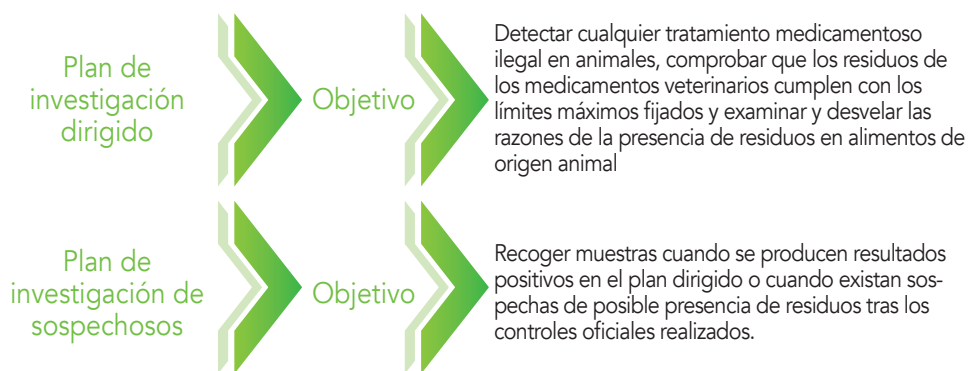 Plan de
investigación
dirigido
Objetivo
Detectar cualquier tratamiento medicamentoso
ilegal en animales, comprobar que los residuos de
los medicamentos veterinarios cumplen con los
límites máximos fijados y examinar y desvelar las
razones de la presencia de residuos en alimentos de
origen animal
Plan de
investigación de
sospechosos
Objetivo
Recoger muestras cuando se producen resultados
positivos en el plan dirigido o cuando existan sos-
pechas de posible presencia de residuos tras los
controles oficiales realizados.